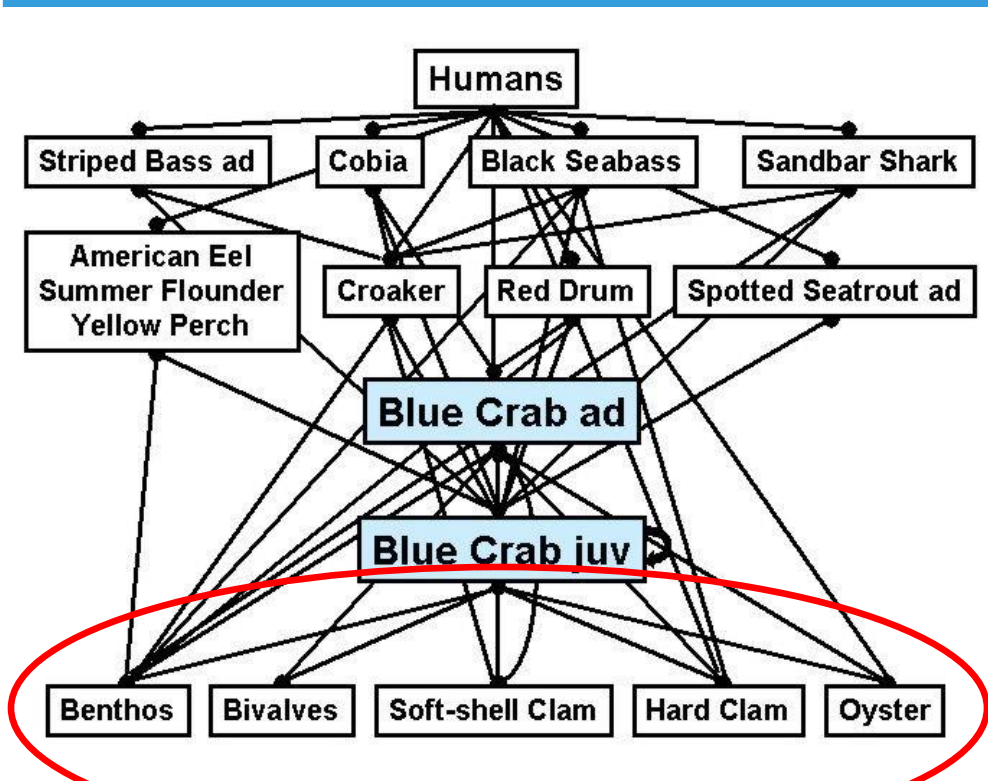 Humans
Striped Bass ad
Cobia
Black Seabass
Sandbar Shark
American Eel
Summer Flounder
Yellow Perch
Croaker
Red Drum
Spotted Seatrout ad
Blue Crab ad
Blue Crab juv
Benthos
Bivalves
Soft-shell Clam
Hard Clam
Oyster